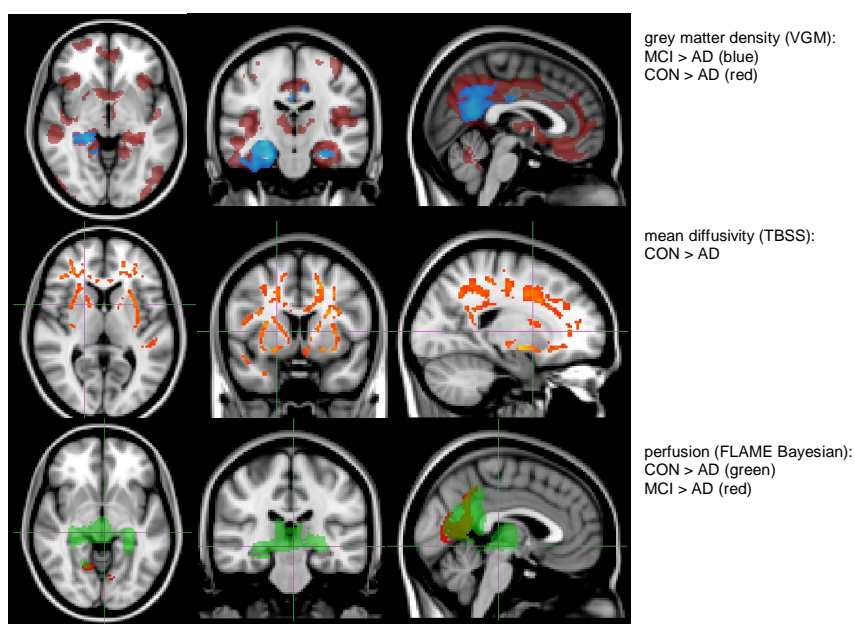 grey matter density (VGM):
MCI > AD (blue)
CON > AD (red)
mean diffusivity (TBSS):
CON > AD
perfusion (FLAME Bayesian):
CON > AD (green)
MCI > AD (red)